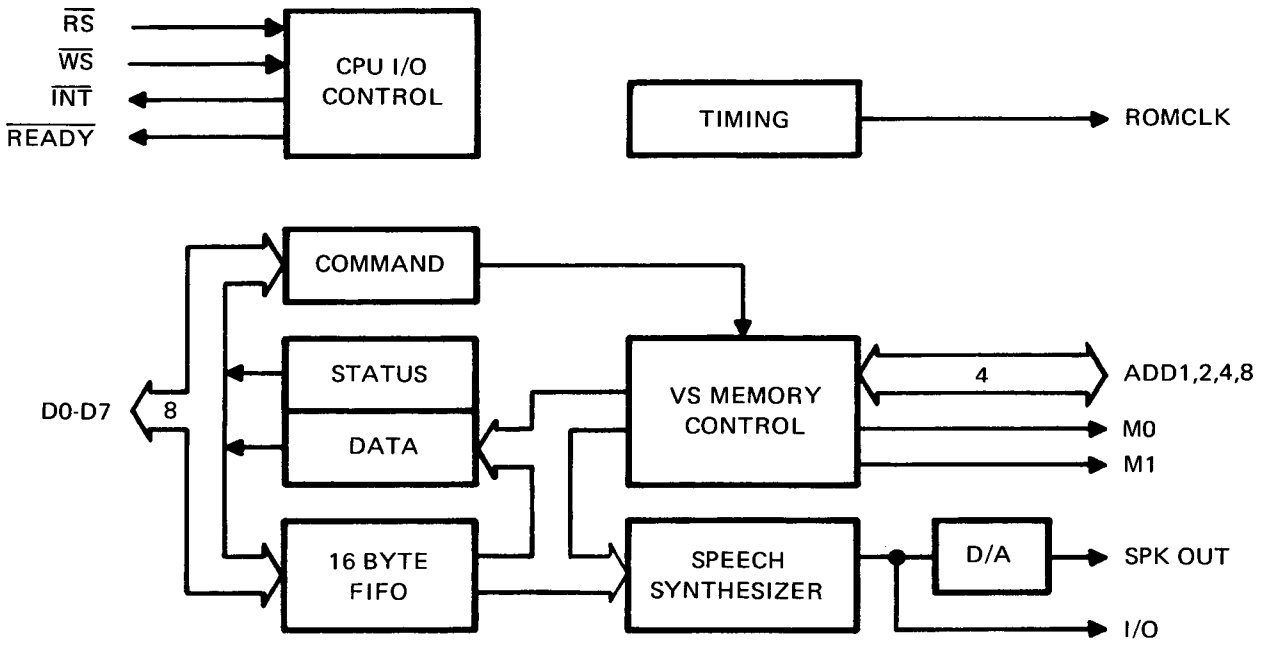 RS
WS
INT
READY
CPU I/O
CONTROL
TIMING
ROMCLK
COMMAND
STATUS
DATA
D0-D7
8
VS MEMORY
CONTROL
4
ADD1,2,4,8
M0
M1
16 BYTE
FIFO
SPEECH
SYNTHESIZER
D/A
SPK OUT
I/O